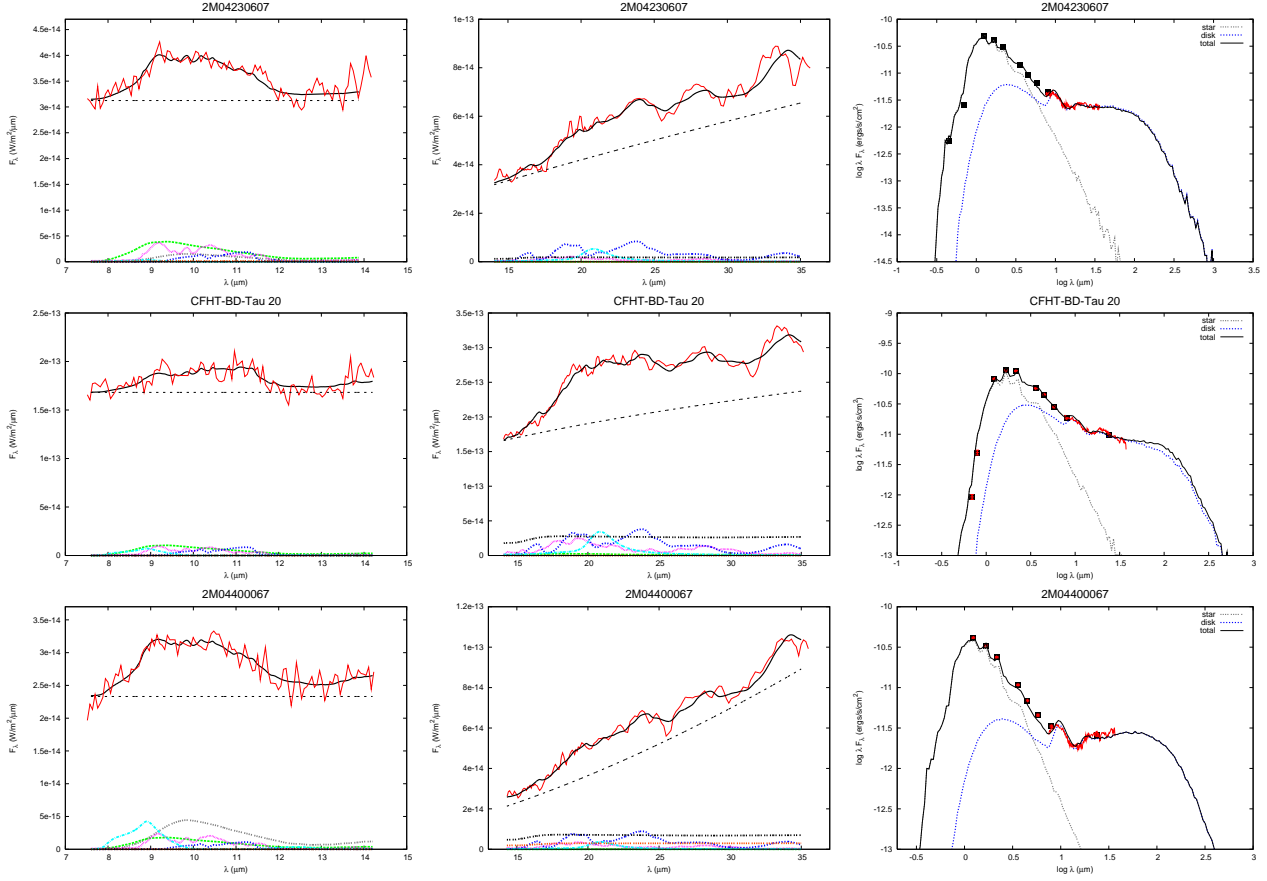 2M04230607
F_λ (W/m²/μm)
4.5e-14
4e-14
3.5e-14
3e-14
2.5e-14
2e-14
1.5e-14
1e-14
5e-15
0
7 8 9 10 11 12 13 14 15
λ (μm)
2M04230607
F_λ (W/m²/μm)
1e-13
8e-14
6e-14
4e-14
2e-14
0
15 20 25 30 35
λ (μm)
2M04230607
log λ F_λ (ergs/s/cm²)
star
disk
total
-10
-10.5
-11
-11.5
-12
-12.5
-13
-13.5
-14
-14.5
-1 -0.5 0 0.5 1 1.5 2 2.5 3 3.5
log λ (μm)
CFHT-BD-Tau 20
F_λ (W/m²/μm)
2.5e-13
2e-13
1.5e-13
1e-13
5e-14
0
7 8 9 10 11 12 13 14 15
λ (μm)
CFHT-BD-Tau 20
F_λ (W/m²/μm)
3.5e-13
3e-13
2.5e-13
2e-13
1.5e-13
1e-13
5e-14
0
15 20 25 30 35
λ (μm)
CFHT-BD-Tau 20
log λ F_λ (ergs/s/cm²)
star
disk
total
-9
-9.5
-10
-10.5
-11
-11.5
-12
-12.5
-13
-1 -0.5 0 0.5 1 1.5 2 2.5 3
log λ (μm)
2M04400067
F_λ (W/m²/μm)
3.5e-14
3e-14
2.5e-14
2e-14
1.5e-14
1e-14
5e-15
0
7 8 9 10 11 12 13 14 15
λ (μm)
2M04400067
F_λ (W/m²/μm)
1.2e-13
1e-13
8e-14
6e-14
4e-14
2e-14
0
15 20 25 30 35
λ (μm)
2M04400067
log λ F_λ (ergs/s/cm²)
star
disk
total
-10
-10.5
-11
-11.5
-12
-12.5
-13
-0.5 0 0.5 1 1.5 2 2.5 3
log λ (μm)